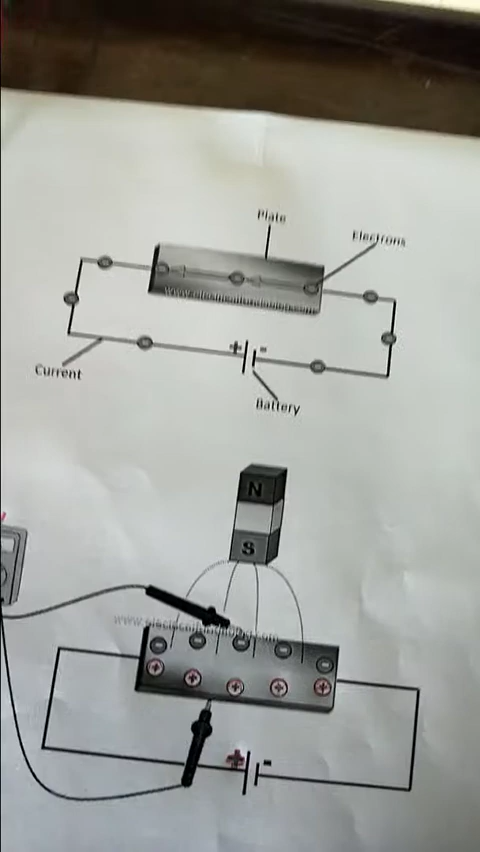 Plate
Electrons
+ -
Current
Battery
N
S
- - - - -
+ + + + +
+ -